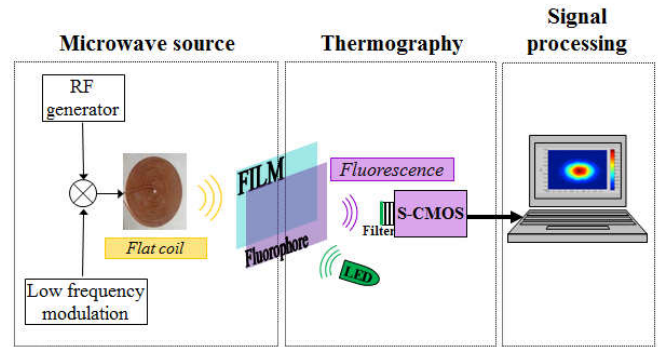 Microwave source
Thermography
Signal
processing
RF
generator
Flat coil
Low frequency
modulation
FILM
Fluorophore
Fluorescence
Filter
S-CMOS
LED